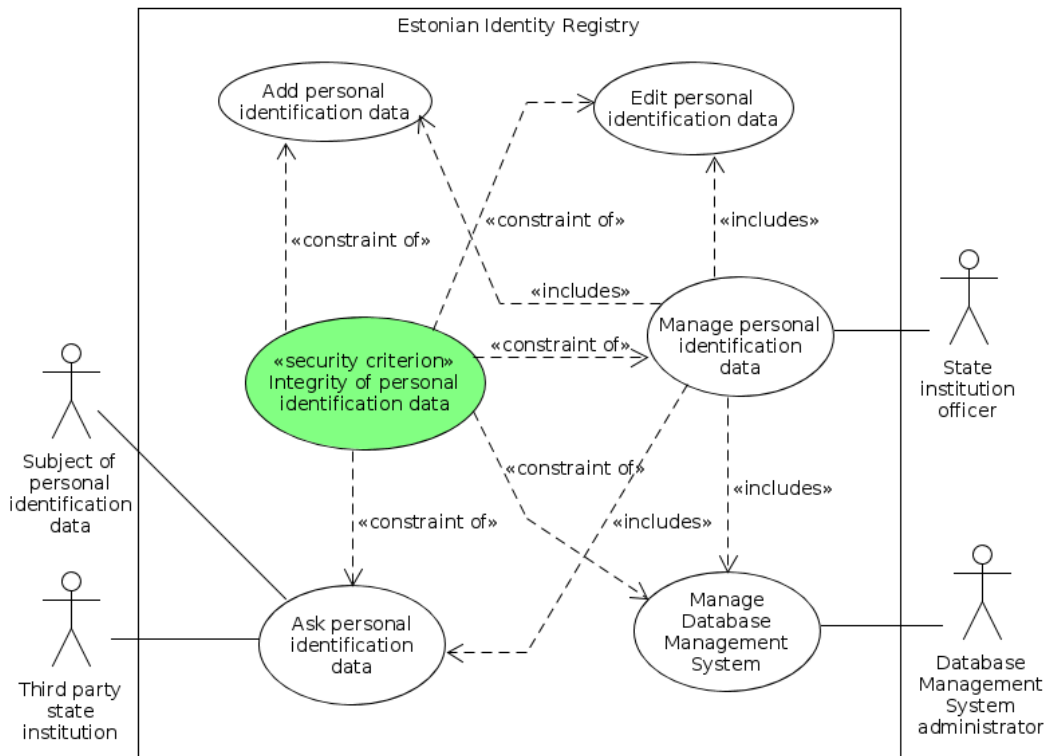 Estonian Identity Registry
Add personal
identification data
Edit personal
identification data
«constraint of»
«constraint of»
«includes»
«includes»
«security criterion»
Integrity of personal
identification data
«constraint of»
Manage personal
identification
data
State
institution
officer
Subject of
personal
identification
data
«constraint of»
«includes»
«constraint of»
«includes»
Ask personal
identification
data
Manage
Database
Management
System
Third party
state
institution
Database
Management
System
administrator